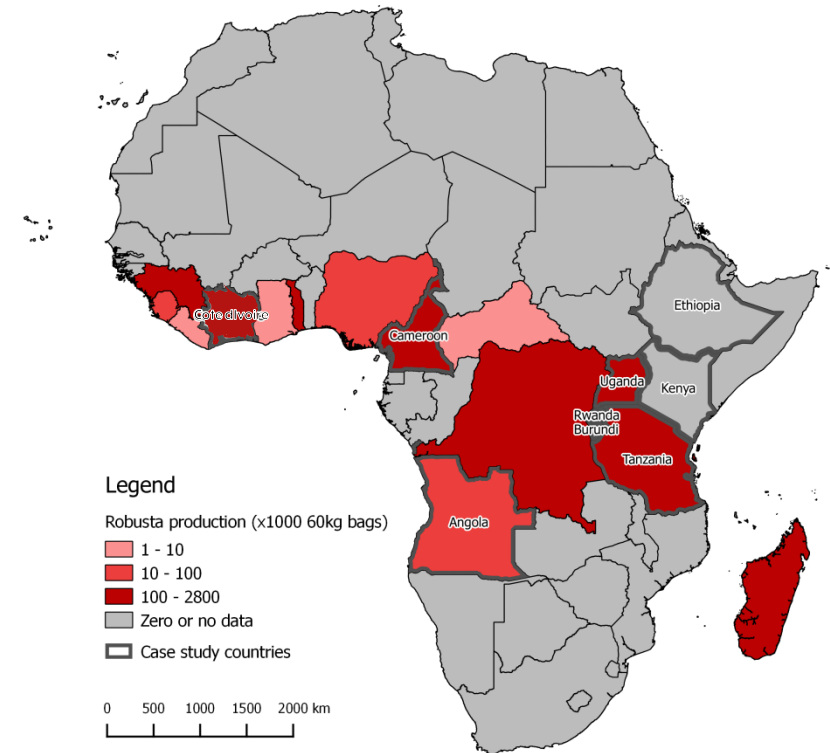 Ethiopia
Cote dIvoire
Cameroon
Uganda
Kenya
Rwanda
Burundi
Tanzania
Angola
Legend
Robusta production (x1000 60kg bags)
1 - 10
10 - 100
100 - 2800
Zero or no data
Case study countries
0 500 1000 1500 2000 km